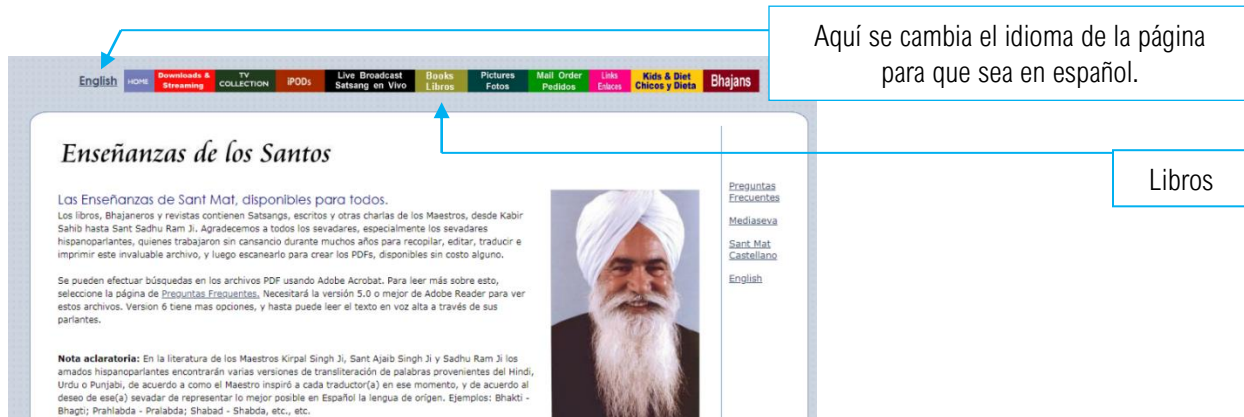 Aquí se cambia el idioma de la página
para que sea en español.
English HOME Downloads & Streaming TV COLLECTION iPODs Live Broadcast Satsang en Vivo Books Libros Pictures Fotos Mail Order Pedidos Links Enlaces Kids & Diet Chicos y Dieta Bhajans
Libros
Enseñanzas de los Santos
Las Enseñanzas de Sant Mat, disponibles para todos.
Los libros, Bhajaneros y revistas contienen Satsangs, escritos y otras charlas de los Maestros, desde Kabir
Sahib hasta Sant Sadhu Ram Ji. Agradecemos a todos los sevadares, especialmente los sevadares
hispanoparlantes, quienes trabajaron sin cansancio durante muchos años para recopilar, editar, traducir e
imprimir este invaluable archivo, y luego escanearlo para crear los PDFs, disponibles sin costo alguno.
Se pueden efectuar búsquedas en los archivos PDF usando Adobe Acrobat. Para leer más sobre esto,
seleccione la página de Preguntas Frequentes. Necesitará la versión 5.0 o mejor de Adobe Reader para ver
estos archivos. Version 6 tiene mas opciones, y hasta puede leer el texto en voz alta a través de sus
parlantes.
Nota aclaratoria: En la literatura de los Maestros Kirpal Singh Ji, Sant Ajaib Singh Ji y Sadhu Ram Ji los
amados hispanoparlantes encontrarán varias versiones de transliteración de palabras provenientes del Hindi,
Urdu o Punjabi, de acuerdo a como el Maestro inspiró a cada traductor(a) en ese momento, y de acuerdo al
deseo de ese(a) sevadar de representar lo mejor posible en Español la lengua de orígen. Ejemplos: Bhakti -
Bhagti; Prahlabda - Pralabda; Shabad - Shabda, etc., etc.
Preguntas
Frecuentes
Mediaseva
Sant Mat
Castellano
English